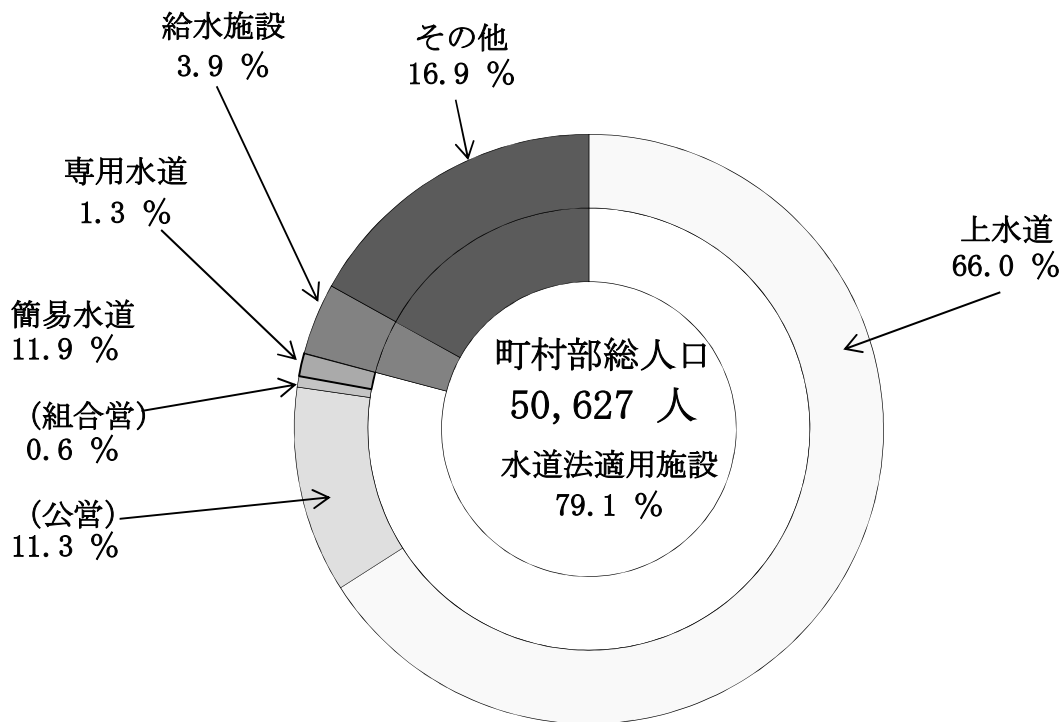 給水施設
3.9 %
その他
16.9 %
専用水道
1.3 %
上水道
66.0 %
簡易水道
11.9 %
(組合営)
0.6 %
(公営)
11.3 %
町村部総人口
50,627 人
水道法適用施設
79.1 %